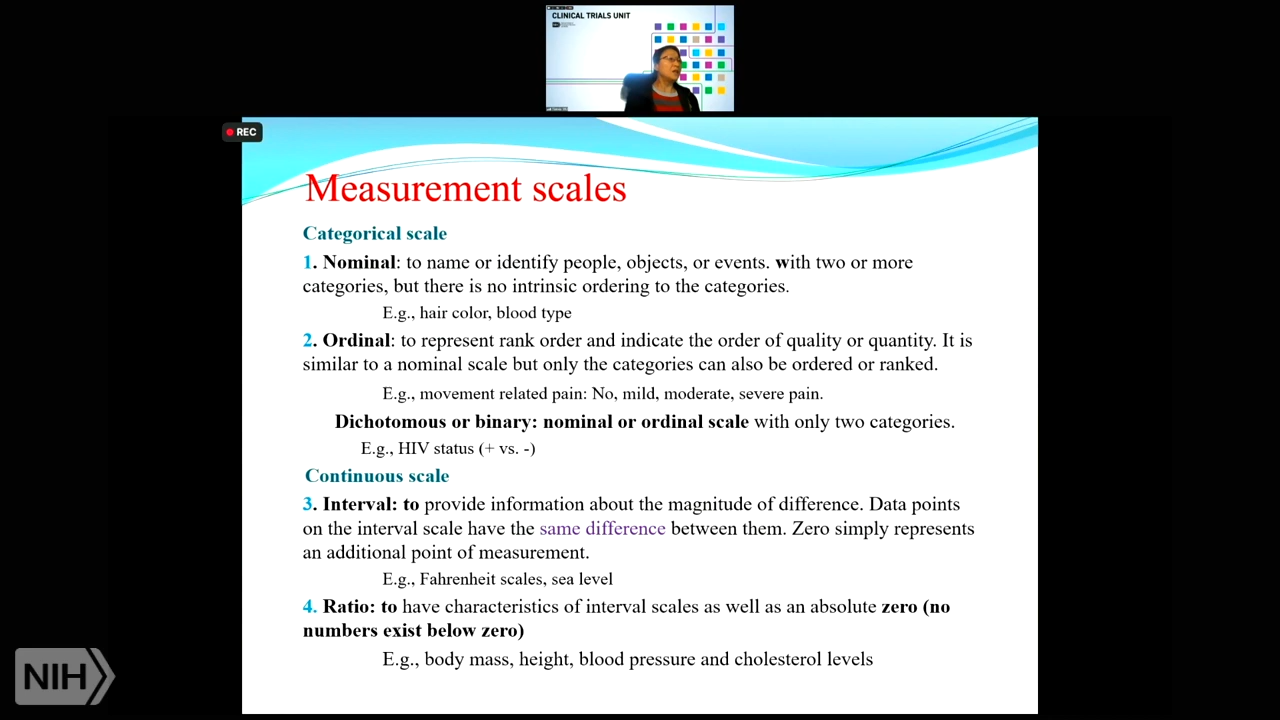 CLINICAL TRIALS UNIT
REC
Measurement scales
Categorical scale
1. Nominal: to name or identify people, objects, or events. with two or more
categories, but there is no intrinsic ordering to the categories.
E.g., hair color, blood type
2. Ordinal: to represent rank order and indicate the order of quality or quantity. It is
similar to a nominal scale but only the categories can also be ordered or ranked.
E.g., movement related pain: No, mild, moderate, severe pain.
Dichotomous or binary: nominal or ordinal scale with only two categories.
E.g., HIV status (+ vs. -)
Continuous scale
3. Interval: to provide information about the magnitude of difference. Data points
on the interval scale have the same difference between them. Zero simply represents
an additional point of measurement.
E.g., Fahrenheit scales, sea level
4. Ratio: to have characteristics of interval scales as well as an absolute zero (no
numbers exist below zero)
E.g., body mass, height, blood pressure and cholesterol levels
NIH